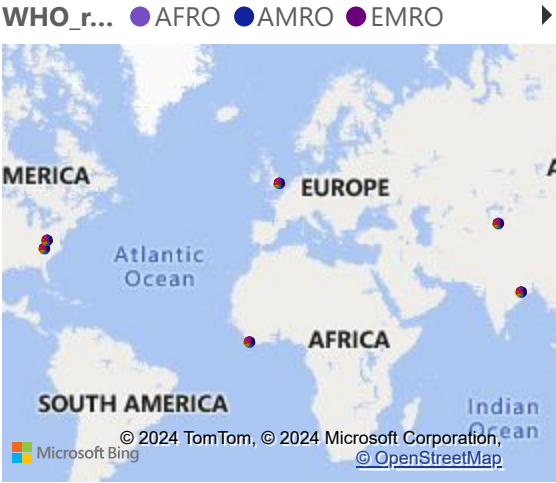 WHO_r... AFRO AMRO EMRO
MERICA
EUROPE
A
Atlantic
Ocean
AFRICA
SOUTH AMERICA
Indian
Ocean
© 2024 TomTom, © 2024 Microsoft Corporation,
Microsoft Bing
© OpenStreetMap